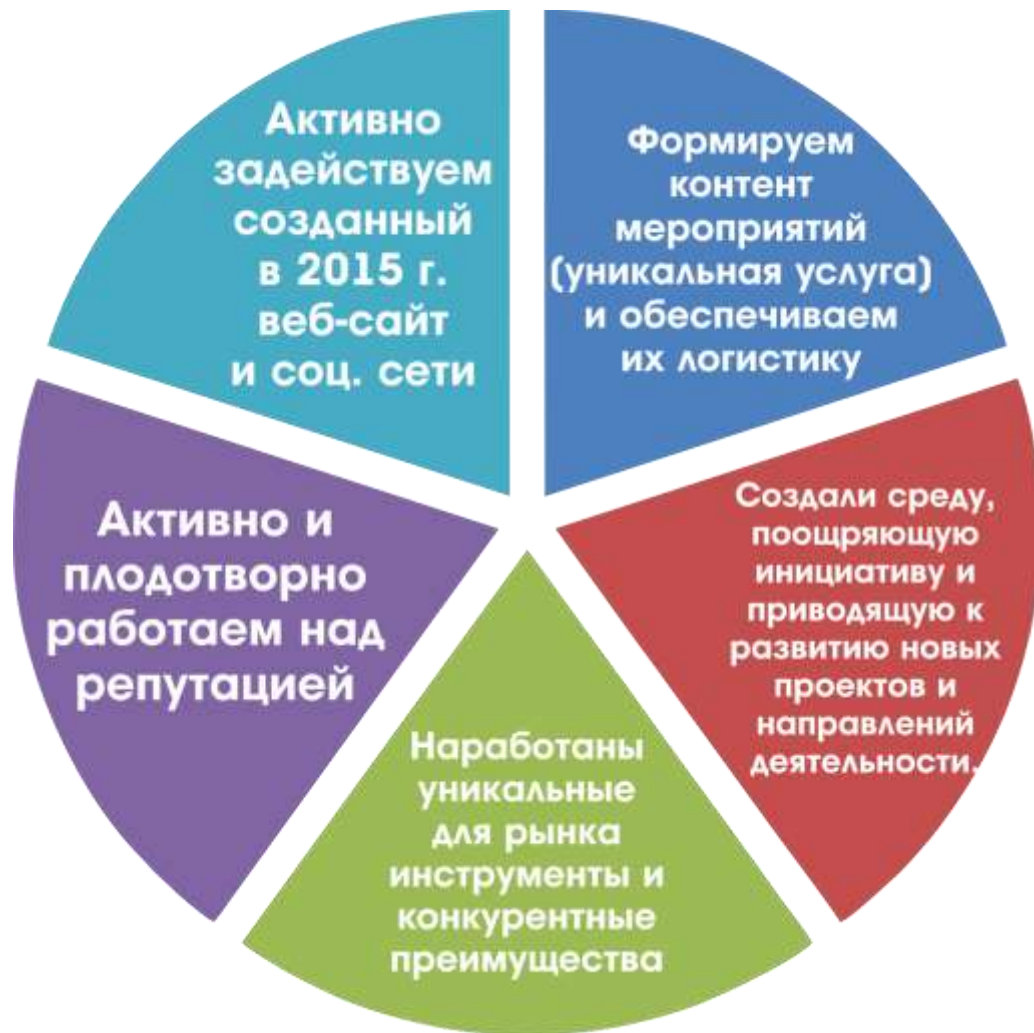 Активно
задействуем
созданный
в 2015 г.
веб-сайт
и соц. сети
Формируем
контент
мероприятий
(уникальная услуга)
и обеспечиваем
их логистику
Создали среду,
поощряющую
инициативу и
приводящую к
развитию новых
проектов и
направлений
деятельности.
Наработаны
уникальные
для рынка
инструменты и
конкурентные
преимущества
Активно и
плодотворно
работаем над
репутацией